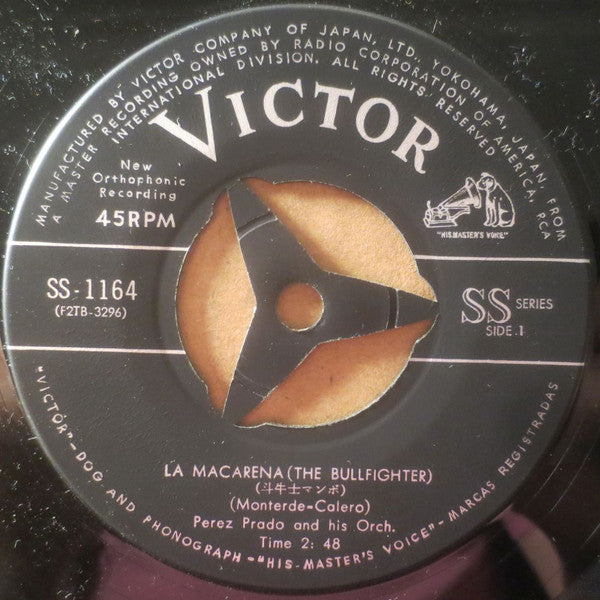 MANUFACTURED BY VICTOR COMPANY OF JAPAN, LTD. YOKOHAMA, JAPAN, FROM
A MASTER RECORDING OWNED BY RADIO CORPORATION OF AMERICA, RCA
INTERNATIONAL DIVISION. ALL RIGHTS RESERVED
VICTOR
New
Orthophonic
Recording
45RPM
"HIS MASTER'S VOICE"
SS-1164
(F2TB-3296)
SS SERIES
SIDE.1
LA MACARENA (THE BULLFIGHTER)
(斗牛士マンボ)
(Monterde-Calero)
Perez Prado and his Orch.
Time 2: 48
"VICTOR"-DOG AND PHONOGRAPH-"HIS-MASTER'S VOICE"-MARCAS REGISTRADAS